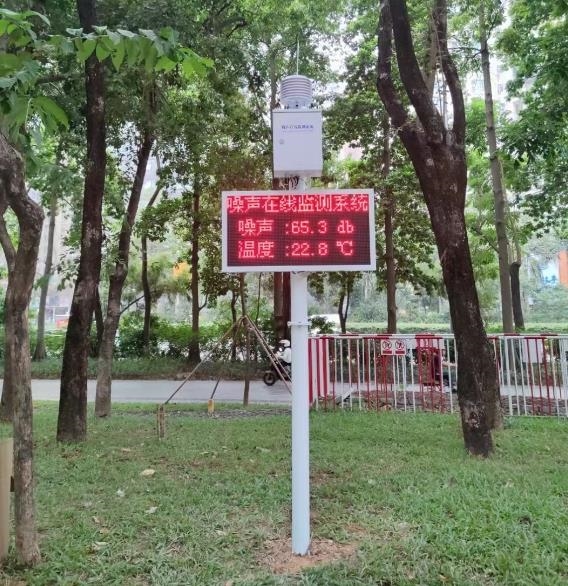 噪声在线监测系统
噪声 :65.3 db
温度 :22.8 ℃